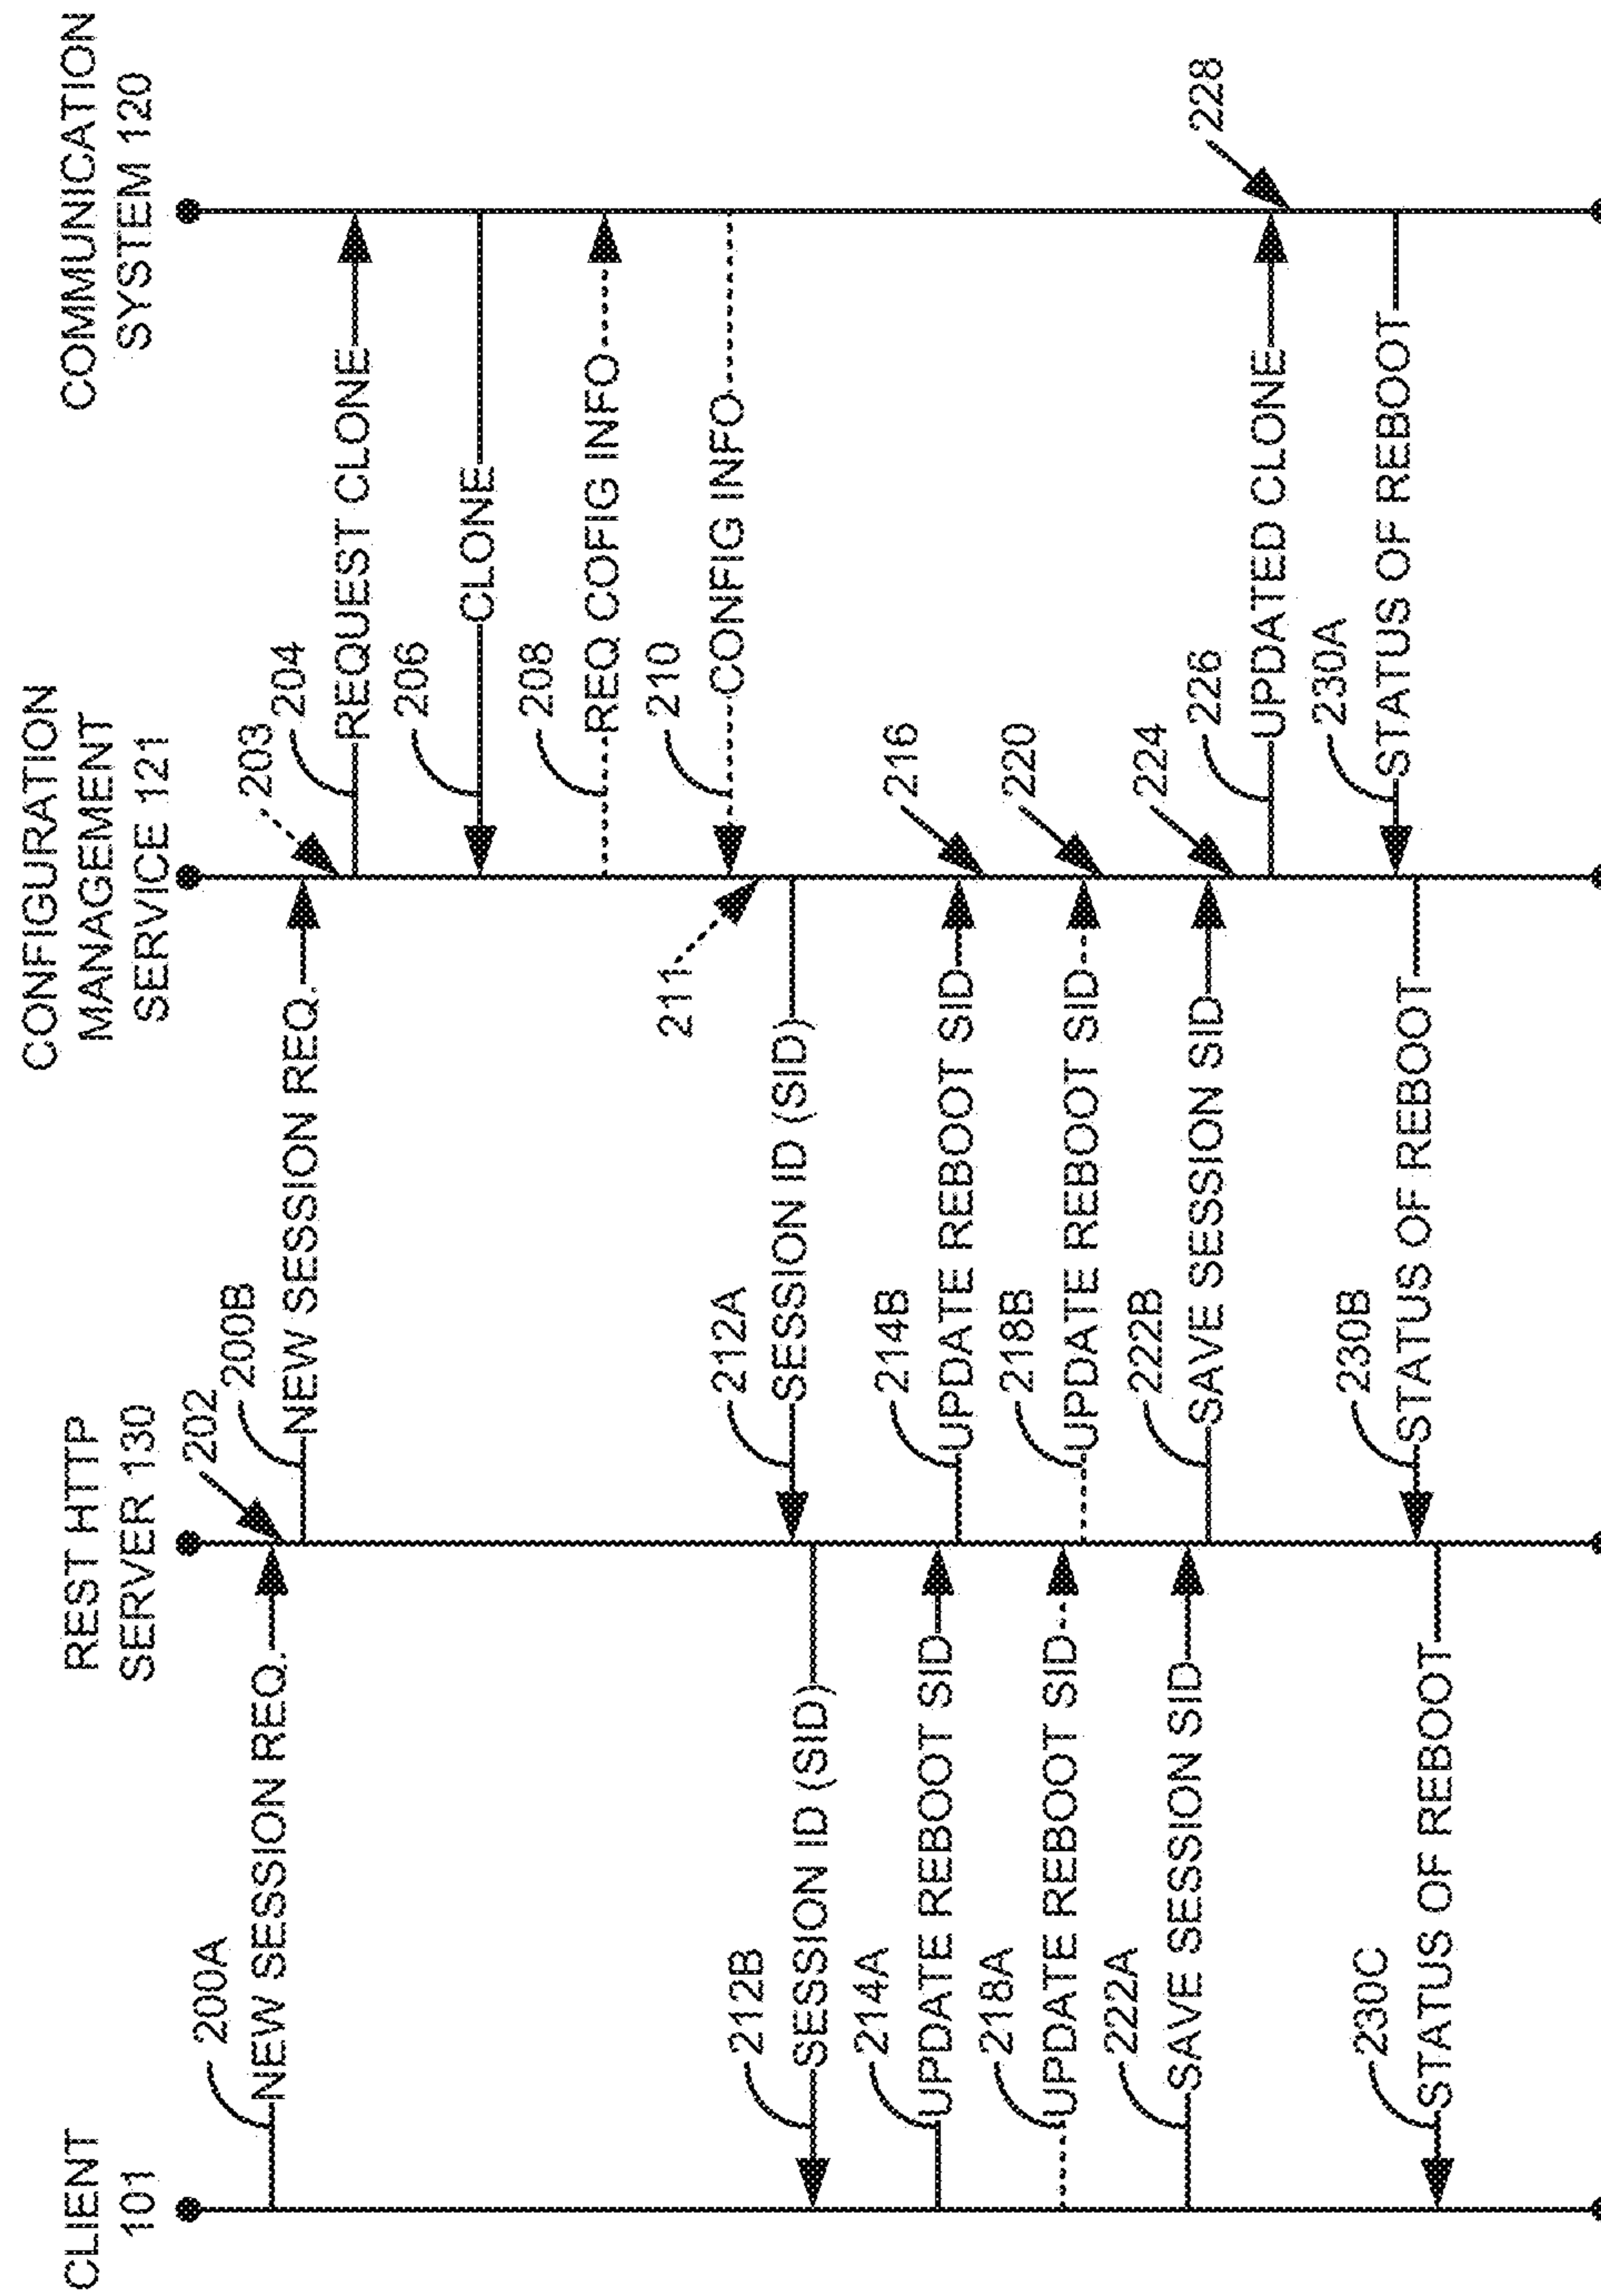 CLIENT
101
REST HTTP
SERVER 130
CONFIGURATION
MANAGEMENT
SERVICE 121
COMMUNICATION
SYSTEM 120
200A
NEW SESSION REQ.
202
200B
NEW SESSION REQ.
203
204
REQUEST CLONE
206
CLONE
208
REQ COFIG INFO
210
CONFIG INFO
211
212A
SESSION ID (SID)
212B
SESSION ID (SID)
214A
UPDATE REBOOT SID
214B
UPDATE REBOOT SID
216
218A
UPDATE REBOOT SID
218B
UPDATE REBOOT SID
220
222A
SAVE SESSION SID
222B
SAVE SESSION SID
224
226
UPDATED CLONE
228
230A
STATUS OF REBOOT
230B
STATUS OF REBOOT
230C
STATUS OF REBOOT